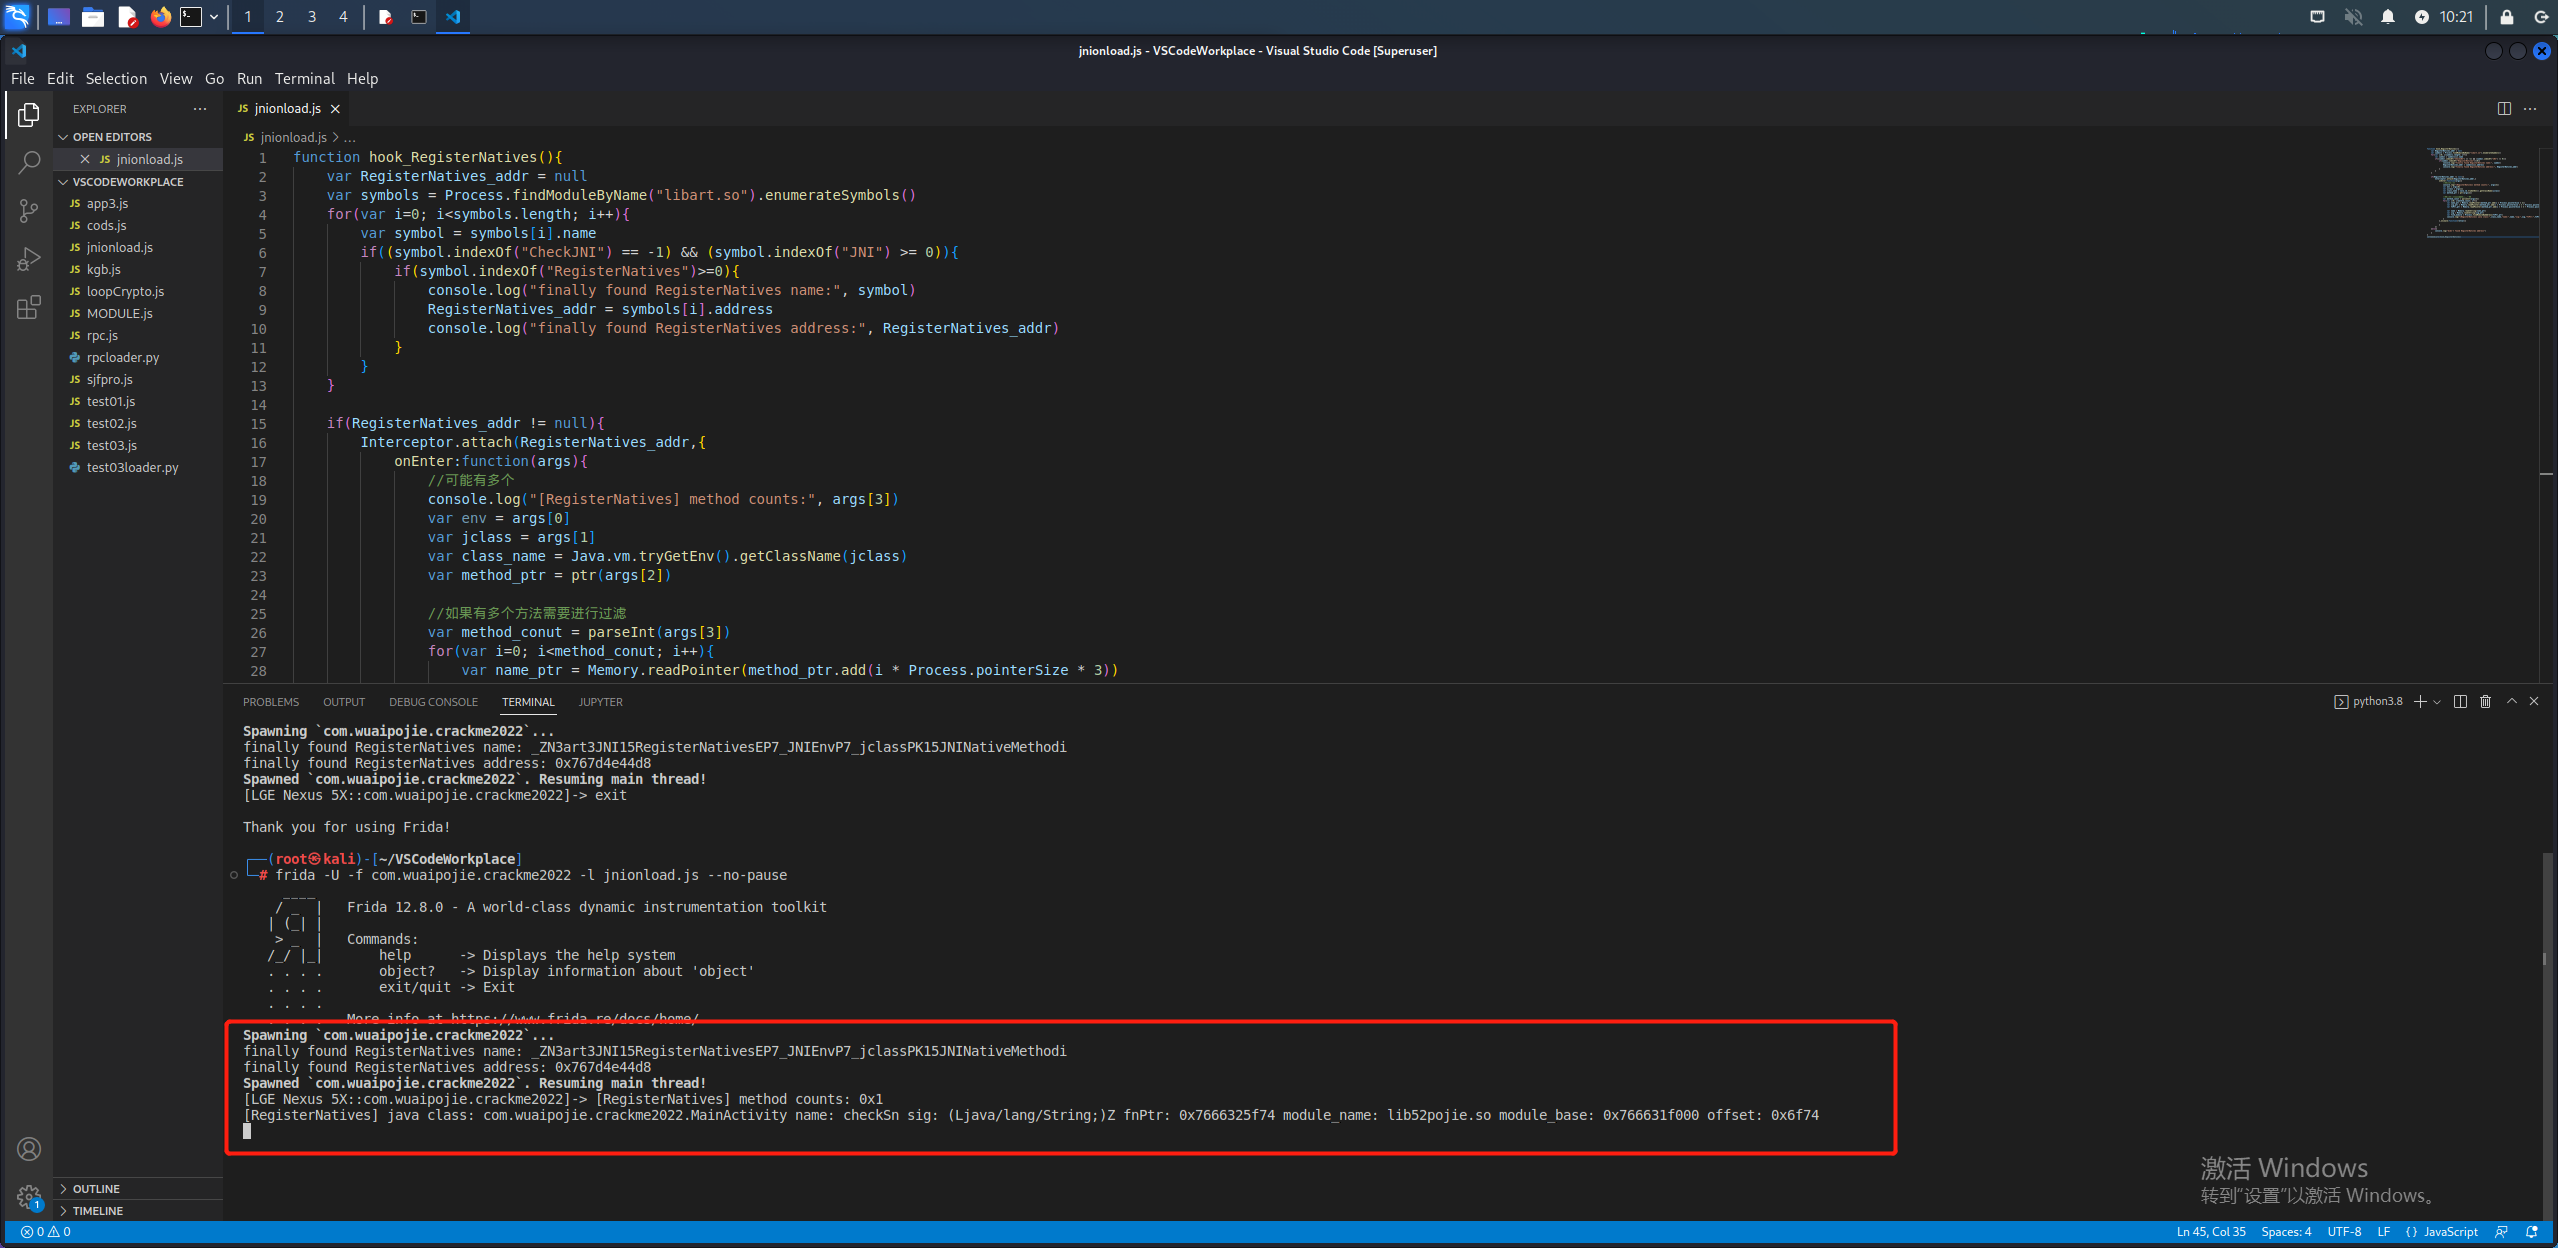 1 2 3 4
10:21
jnionload.js - VSCodeWorkplace - Visual Studio Code [Superuser]
File Edit Selection View Go Run Terminal Help
EXPLORER
OPEN EDITORS
JS jnionload.js
VSCODEWORKPLACE
JS app3.js
JS cods.js
JS jnionload.js
JS kgb.js
JS loopCrypto.js
JS MODULE.js
JS rpc.js
rpcloader.py
JS sjfpro.js
JS test01.js
JS test02.js
JS test03.js
test03loader.py
OUTLINE
TIMELINE
JS jnionload.js
JS jnionload.js > ...
1 function hook_RegisterNatives(){
2 var RegisterNatives_addr = null
3 var symbols = Process.findModuleByName("libart.so").enumerateSymbols()
4 for(var i=0; i<symbols.length; i++){
5 var symbol = symbols[i].name
6 if((symbol.indexOf("CheckJNI") == -1) && (symbol.indexOf("JNI") >= 0)){
7 if(symbol.indexOf("RegisterNatives")>=0){
8 console.log("finally found RegisterNatives name:", symbol)
9 RegisterNatives_addr = symbols[i].address
10 console.log("finally found RegisterNatives address:", RegisterNatives_addr)
11 }
12 }
13 }
14
15 if(RegisterNatives_addr != null){
16 Interceptor.attach(RegisterNatives_addr,{
17 onEnter:function(args){
18 //可能有多个
19 console.log("[RegisterNatives] method counts:", args[3])
20 var env = args[0]
21 var jclass = args[1]
22 var class_name = Java.vm.tryGetEnv().getClassName(jclass)
23 var method_ptr = ptr(args[2])
24
25 //如果有多个方法需要进行过滤
26 var method_conut = parseInt(args[3])
27 for(var i=0; i<method_conut; i++){
28 var name_ptr = Memory.readPointer(method_ptr.add(i * Process.pointerSize * 3))
PROBLEMS OUTPUT DEBUG CONSOLE TERMINAL JUPYTER
python3.8
Spawning `com.wuaipojie.crackme2022`...
finally found RegisterNatives name: _ZN3art3JNI15RegisterNativesEP7_JNIEnvP7_jclassPK15JNINativeMethodi
finally found RegisterNatives address: 0x767d4e44d8
Spawned `com.wuaipojie.crackme2022`. Resuming main thread!
[LGE Nexus 5X::com.wuaipojie.crackme2022]-> exit
Thank you for using Frida!
┌──(root㉿kali)-[~/VSCodeWorkplace]
└─# frida -U -f com.wuaipojie.crackme2022 -l jnionload.js --no-pause
____
/ _ | Frida 12.8.0 - A world-class dynamic instrumentation toolkit
| (_| |
> _ | Commands:
/_/ |_| help -> Displays the help system
. . . . object? -> Display information about 'object'
. . . . exit/quit -> Exit
. . . .
. . . . More info at https://www.frida.re/docs/home/
Spawning `com.wuaipojie.crackme2022`...
finally found RegisterNatives name: _ZN3art3JNI15RegisterNativesEP7_JNIEnvP7_jclassPK15JNINativeMethodi
finally found RegisterNatives address: 0x767d4e44d8
Spawned `com.wuaipojie.crackme2022`. Resuming main thread!
[LGE Nexus 5X::com.wuaipojie.crackme2022]-> [RegisterNatives] method counts: 0x1
[RegisterNatives] java class: com.wuaipojie.crackme2022.MainActivity name: checkSn sig: (Ljava/lang/String;)Z fnPtr: 0x7666325f74 module_name: lib52pojie.so module_base: 0x766631f000 offset: 0x6f74
激活 Windows
转到“设置”以激活 Windows。
1
0 0
Ln 45, Col 35 Spaces: 4 UTF-8 LF {} JavaScript